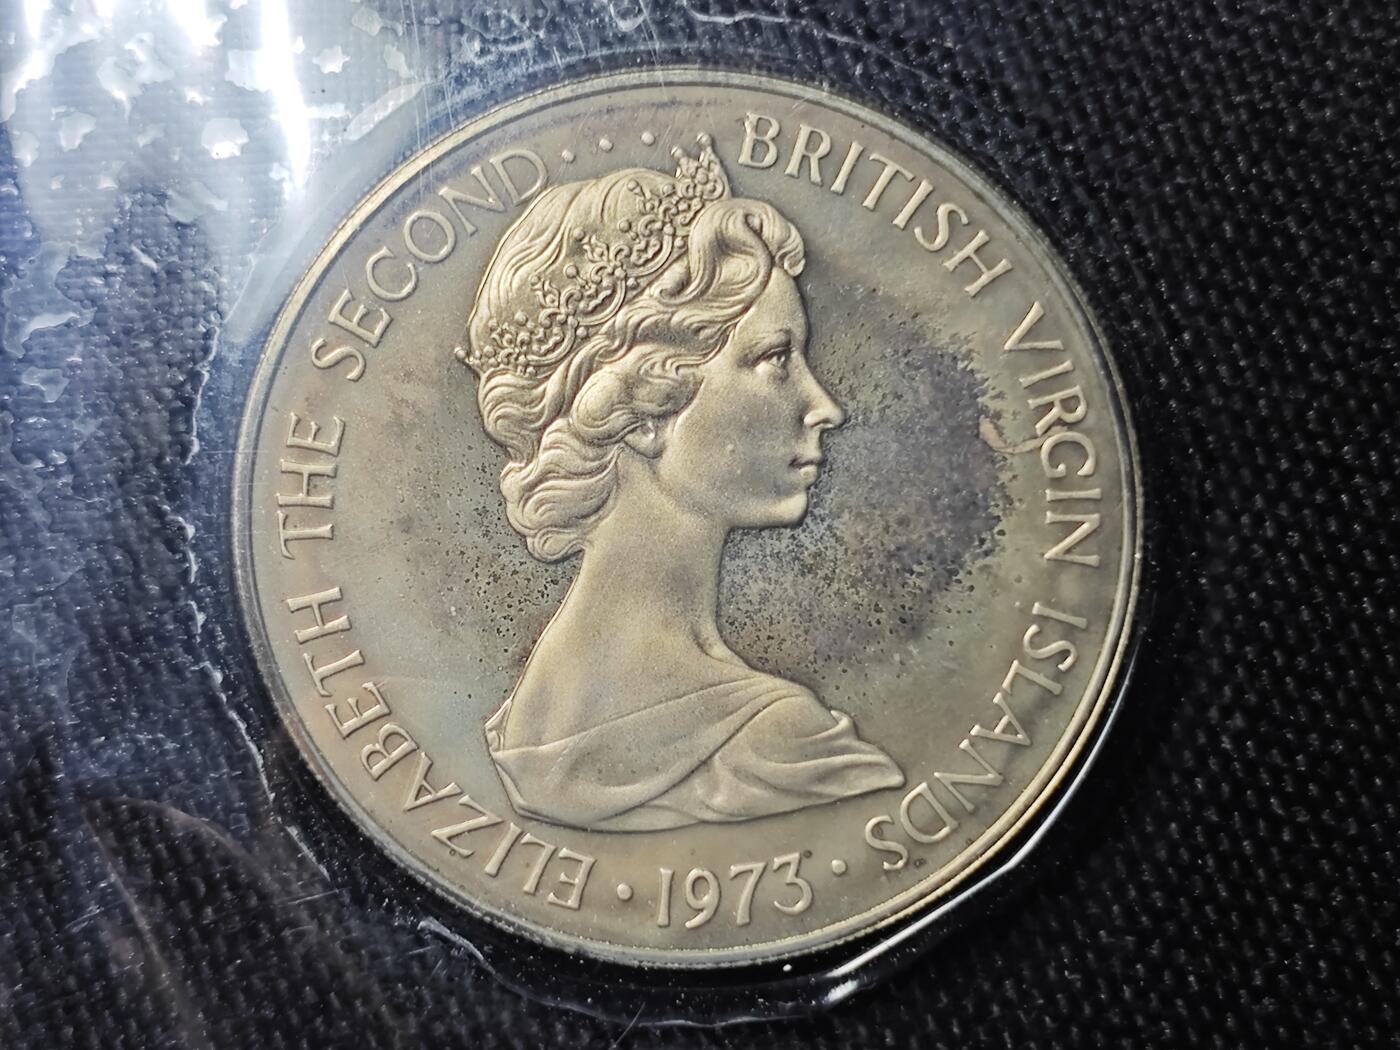 ELIZABETH THE SECOND.... BRITISH VIRGIN ISLANDS
· 1973 ·